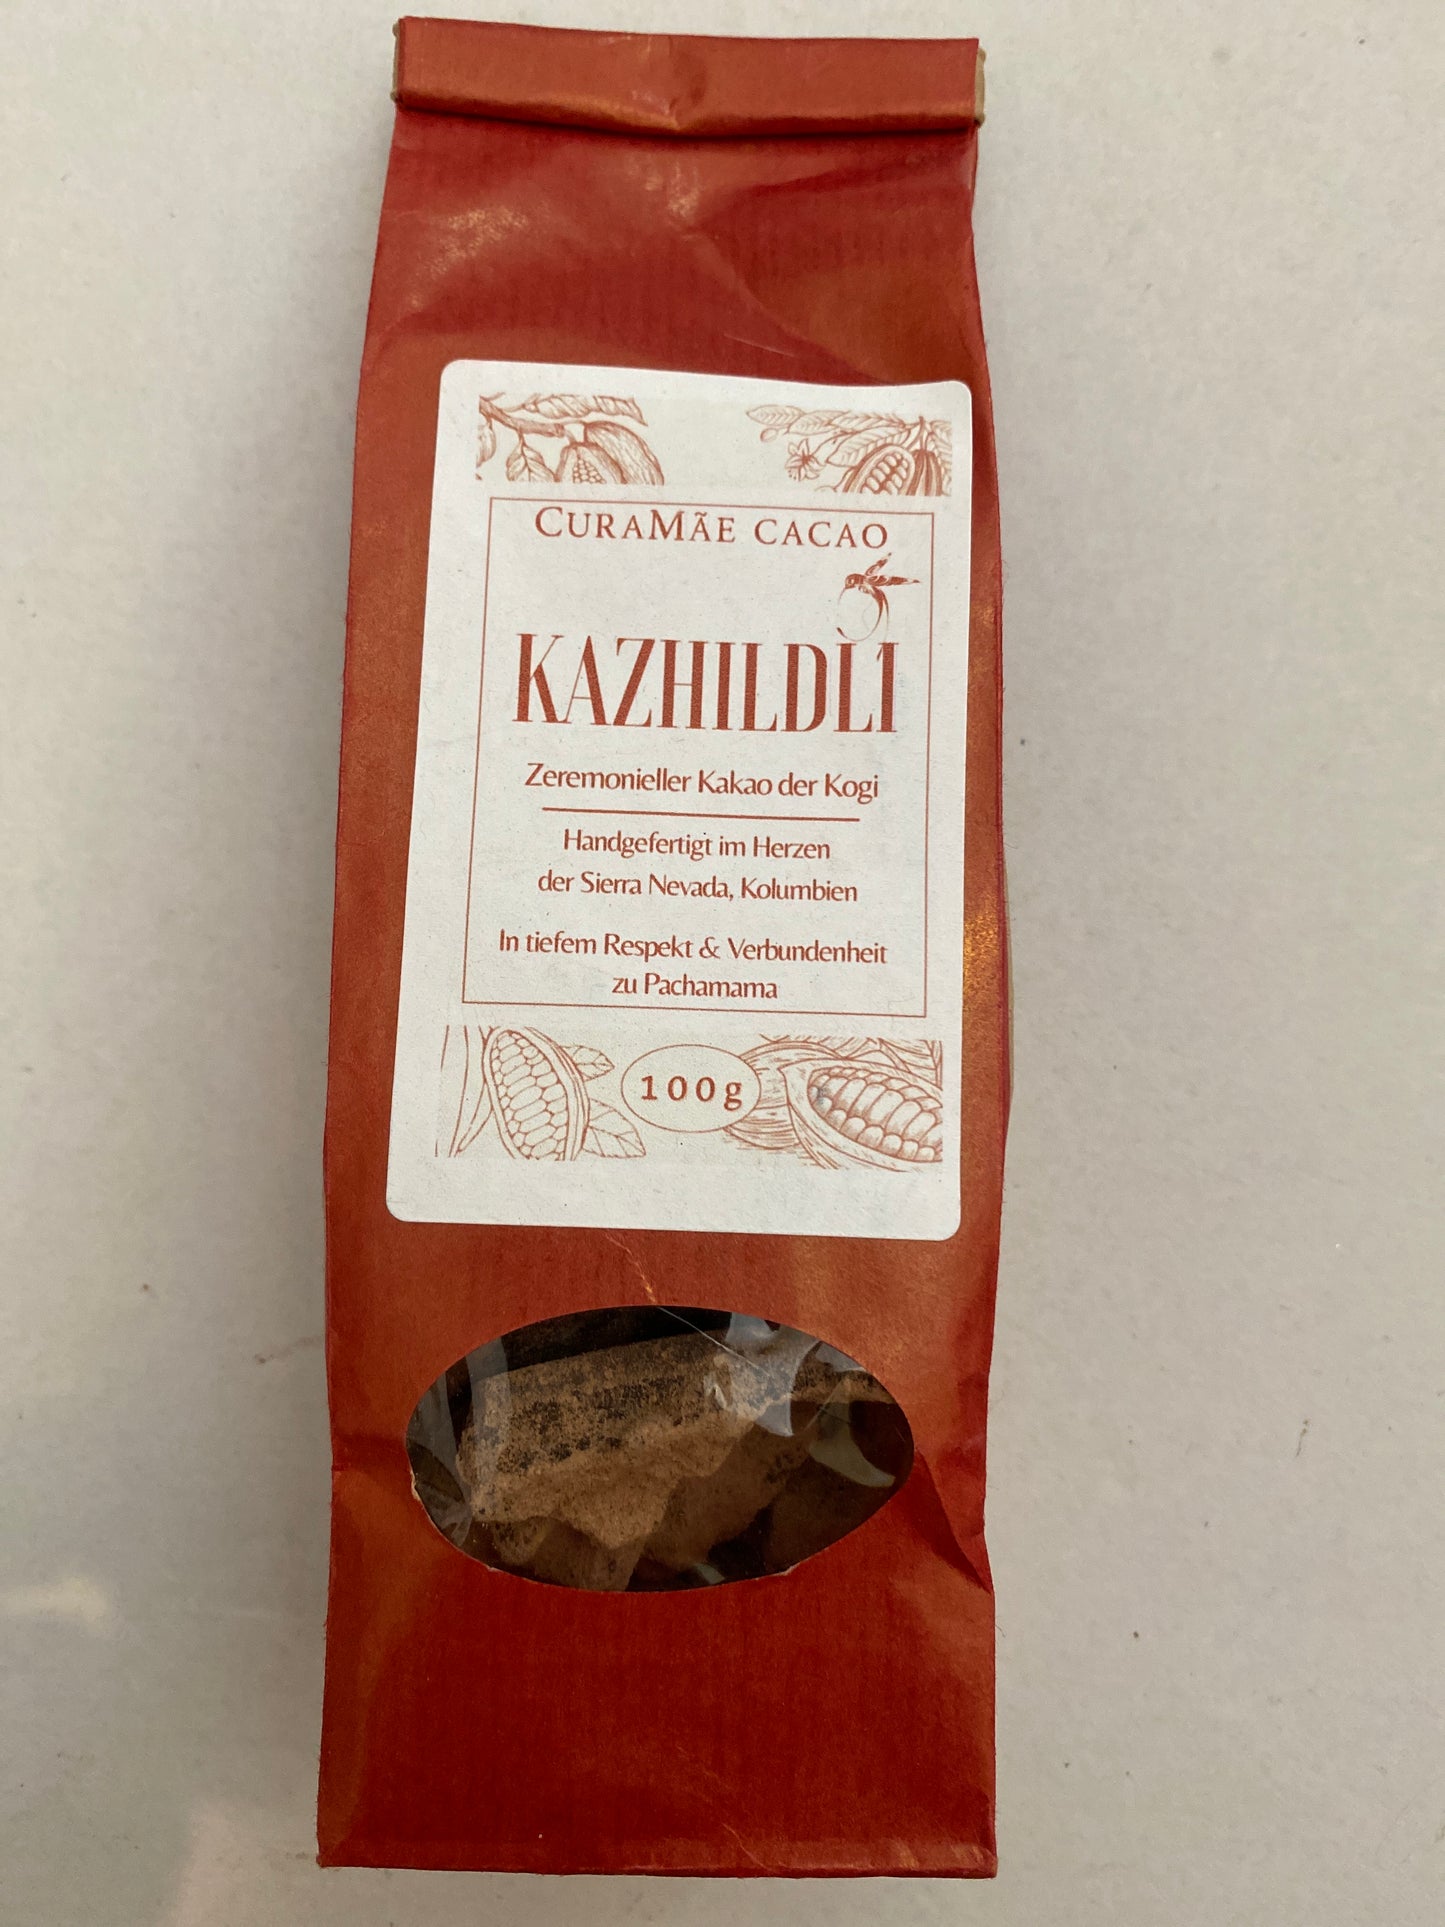 CURAMÃE CACAO
KAZHILDLI
Zeremonieller Kakao der Kogi
Handgefertigt im Herzen
der Sierra Nevada, Kolumbien
In tiefem Respekt & Verbundenheit
zu Pachamama
100g